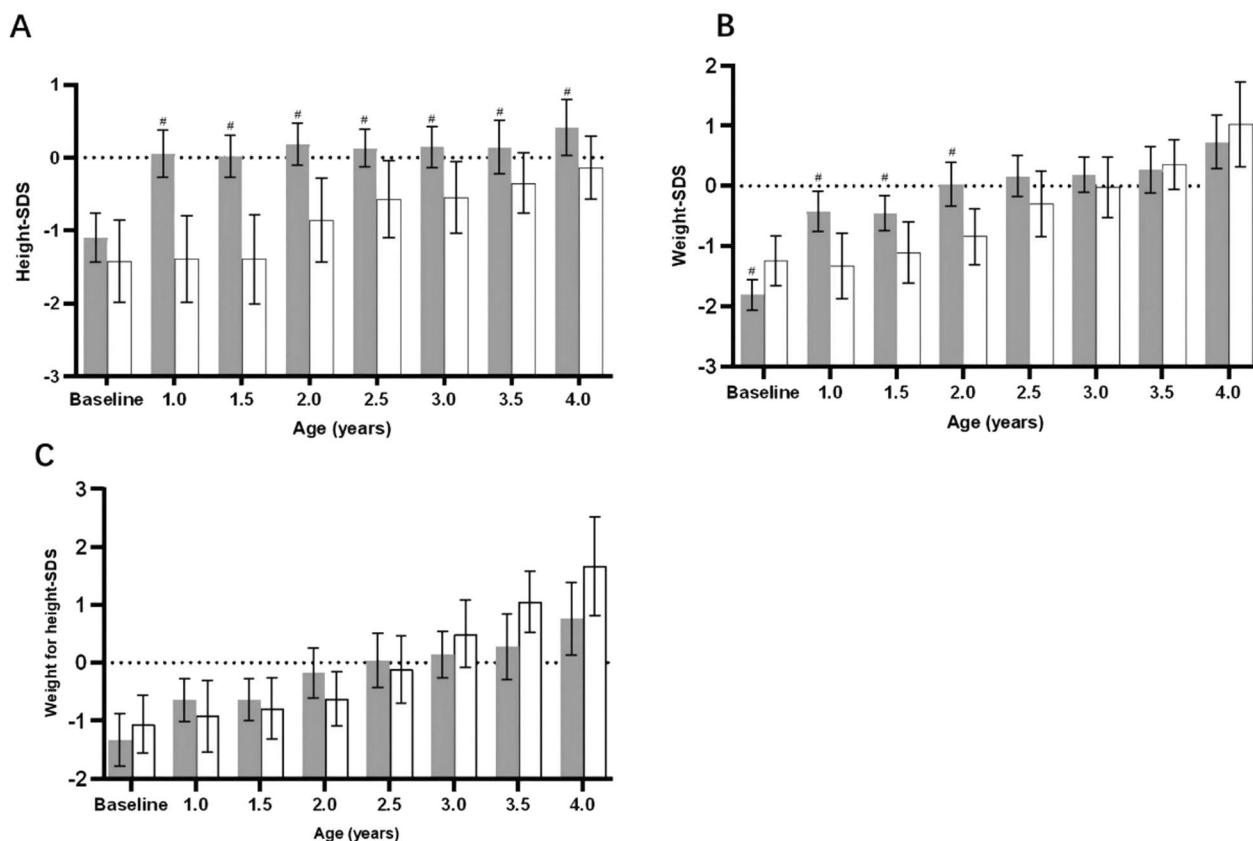 A
Height-SDS
1
0
-1
-2
-3
# # # # # # #
Baseline 1.0 1.5 2.0 2.5 3.0 3.5 4.0
Age (years)
B
Weight-SDS
2
1
0
-1
-2
-3
# # # #
Baseline 1.0 1.5 2.0 2.5 3.0 3.5 4.0
Age (years)
C
Weight for height-SDS
3
2
1
0
-1
-2
Baseline 1.0 1.5 2.0 2.5 3.0 3.5 4.0
Age (years)